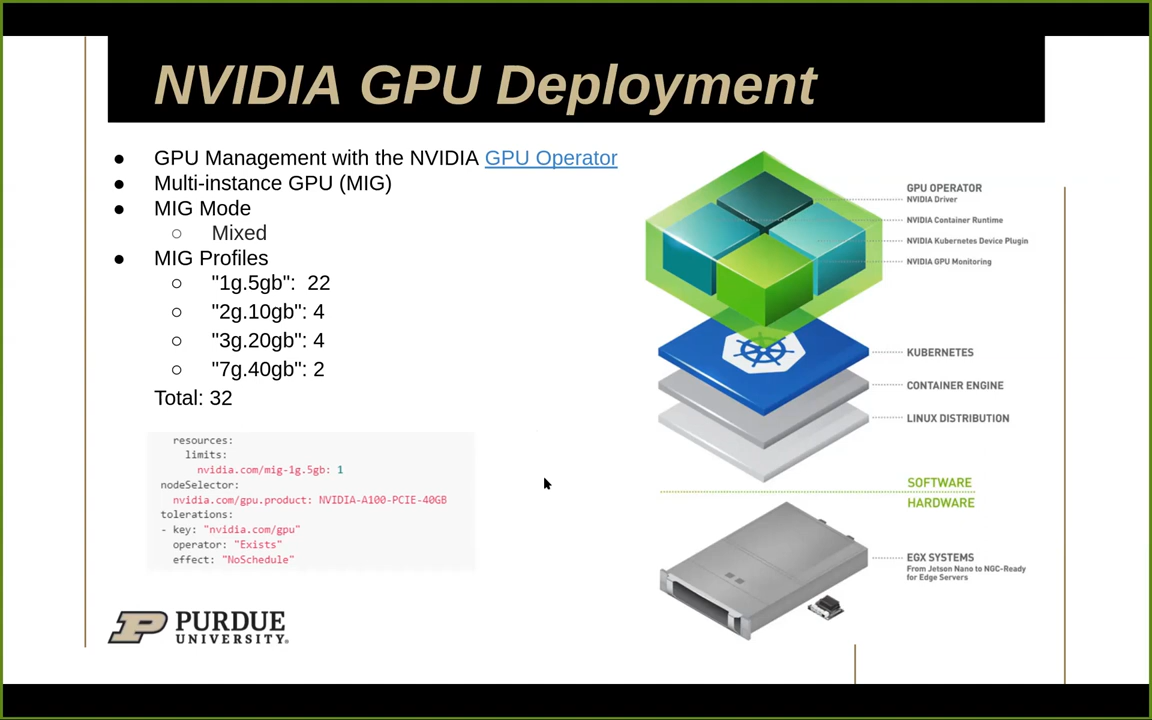 NVIDIA GPU Deployment
● GPU Management with the NVIDIA GPU Operator
● Multi-instance GPU (MIG)
● MIG Mode
○ Mixed
● MIG Profiles
○ "1g.5gb":  22
○ "2g.10gb": 4
○ "3g.20gb": 4
○ "7g.40gb": 2
Total: 32
resources:
limits:
nvidia.com/mig-1g.5gb: 1
nodeSelector:
nvidia.com/gpu.product: NVIDIA-A100-PCIE-40GB
tolerations:
- key: "nvidia.com/gpu"
operator: "Exists"
effect: "NoSchedule"
GPU OPERATOR
NVIDIA Driver
NVIDIA Container Runtime
NVIDIA Kubernetes Device Plugin
NVIDIA GPU Monitoring
KUBERNETES
CONTAINER ENGINE
LINUX DISTRIBUTION
SOFTWARE
HARDWARE
EGX SYSTEMS
From Jetson Nano to NGC-Ready
for Edge Servers
P PURDUE
UNIVERSITY®